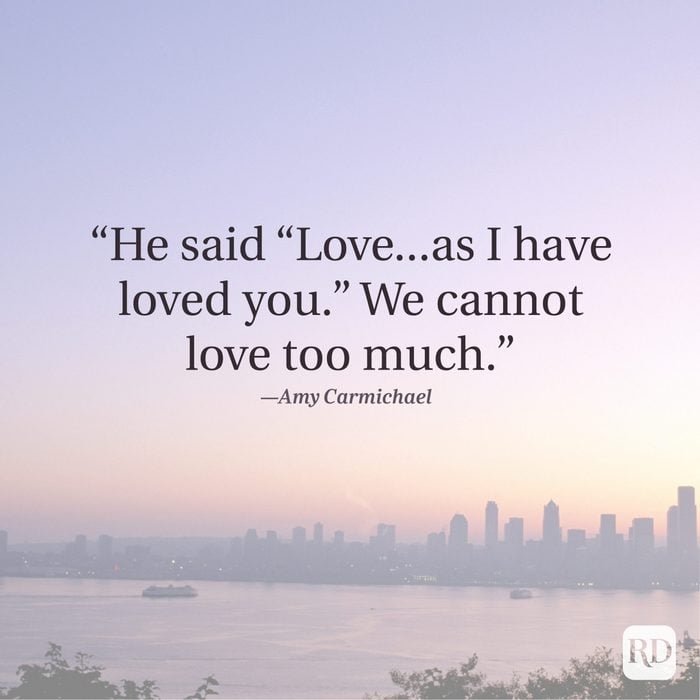 “He said “Love...as I have
loved you.” We cannot
love too much.”
—Amy Carmichael
RD